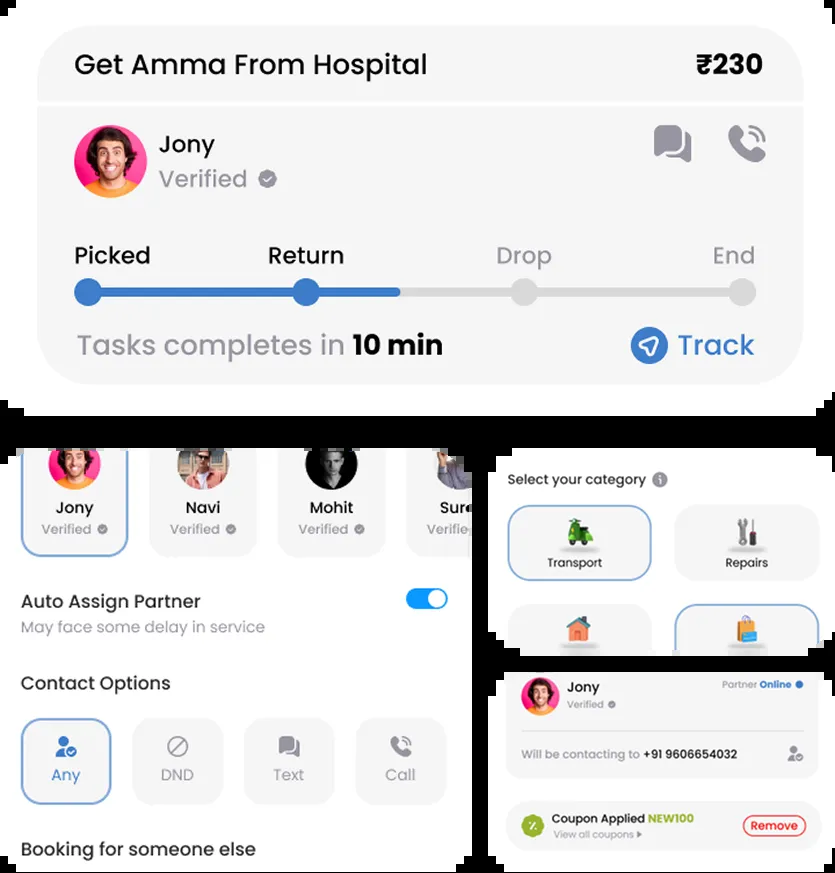 Get Amma From Hospital ₹230
Jony
Verified
Picked Return Drop End
Tasks completes in 10 min Track
Jony Navi Mohit
Verified Verified Verified
Auto Assign Partner
May face some delay in service
Contact Options
Any DND Text Call
Booking for someone else
Select your category
Transport Repairs
Jony Partner Online
Verified
Will be contacting to +91 9606654032
Coupon Applied NEW100
View all coupons
Remove